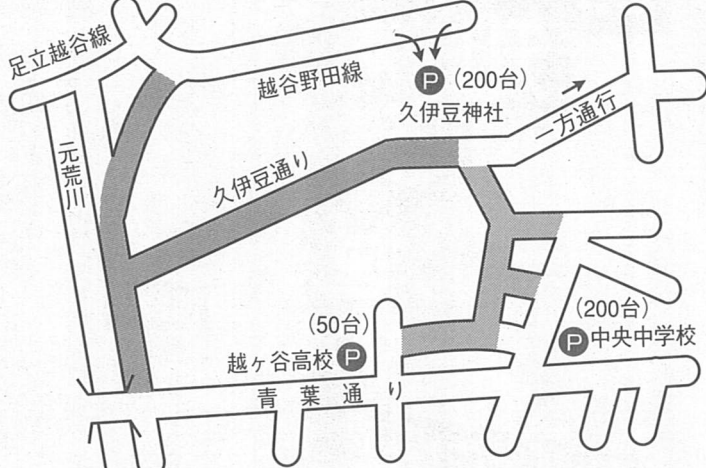 足立越谷線
越谷野田線
P (200台)
久伊豆神社
一方通行
元荒川
久伊豆通り
(50台)
越ヶ谷高校 P
(200台)
P 中央中学校
青葉通り